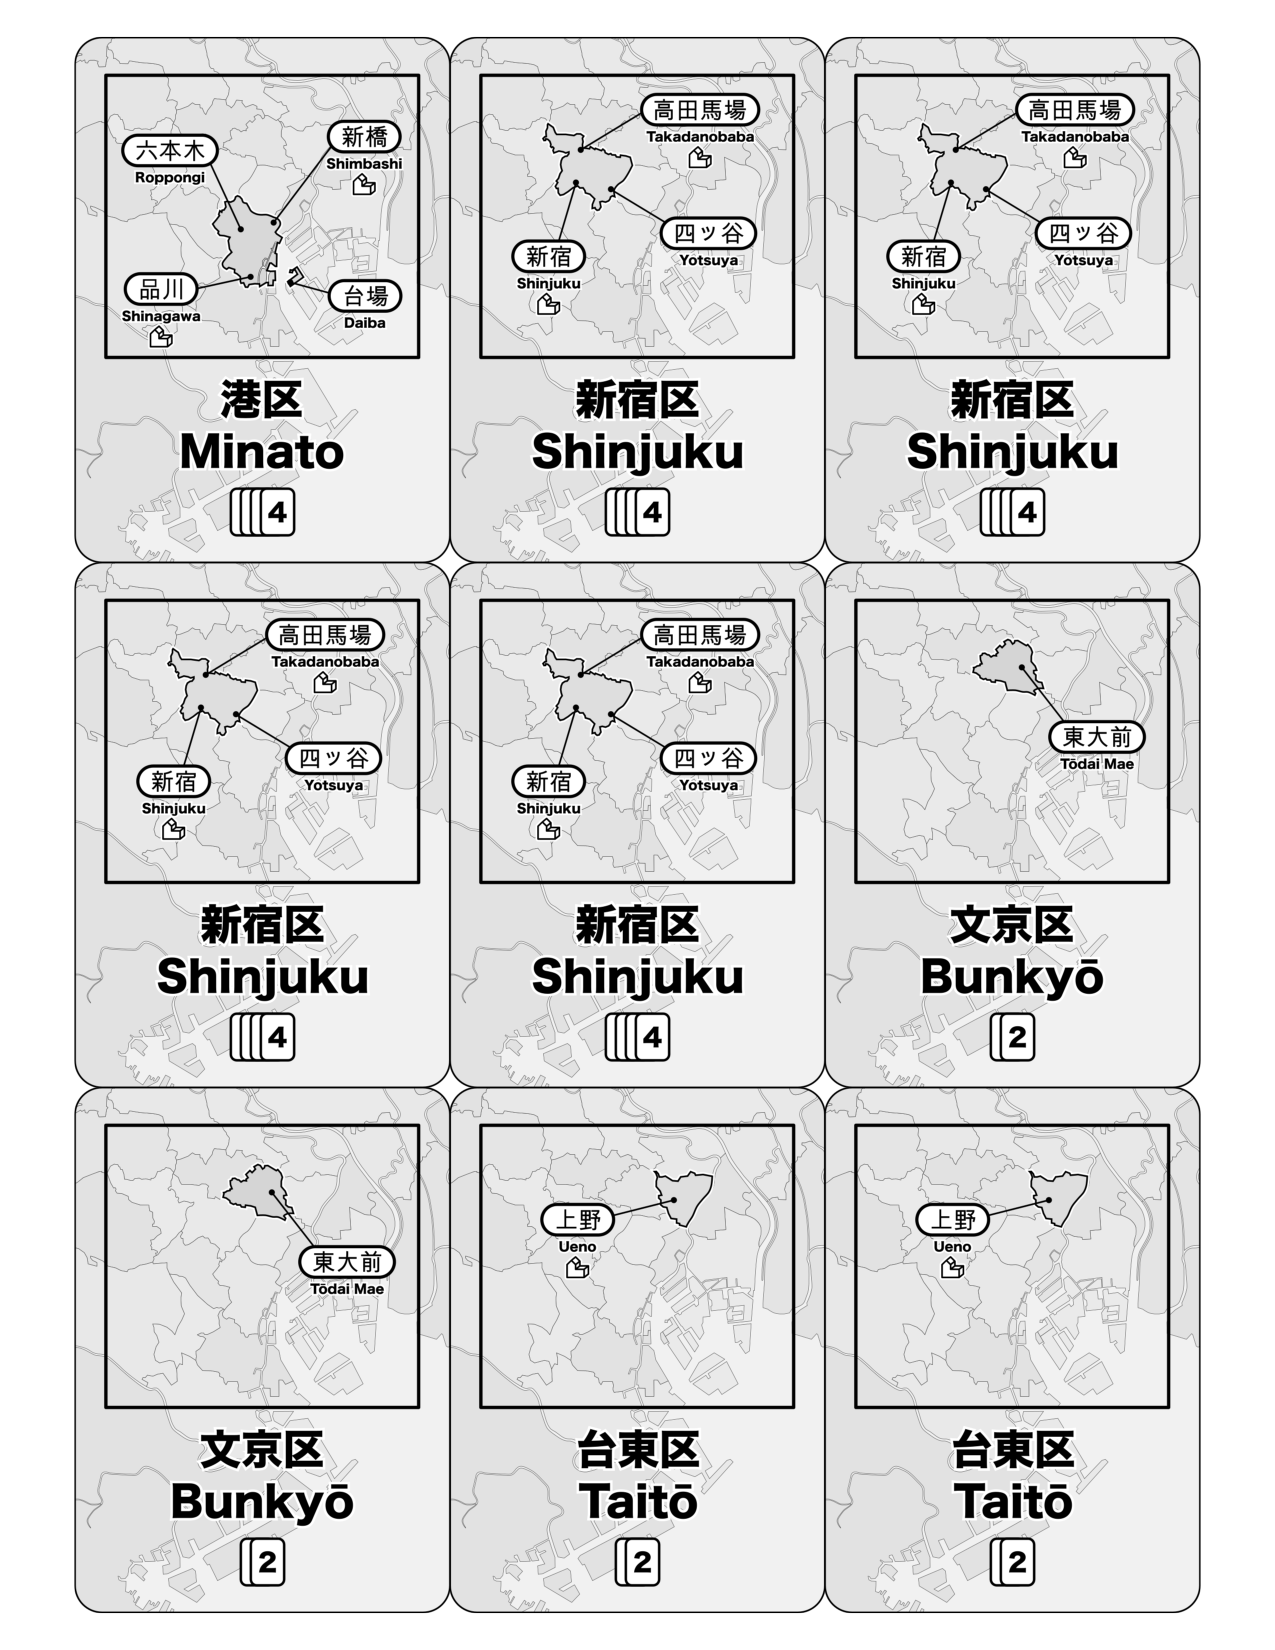 六本木
Roppongi
新橋
Shimbashi
品川
Shinagawa
台場
Daiba
港区
Minato
4
高田馬場
Takadanobaba
四ッ谷
Yotsuya
新宿
Shinjuku
新宿区
Shinjuku
4
高田馬場
Takadanobaba
四ッ谷
Yotsuya
新宿
Shinjuku
新宿区
Shinjuku
4
高田馬場
Takadanobaba
四ッ谷
Yotsuya
新宿
Shinjuku
新宿区
Shinjuku
4
高田馬場
Takadanobaba
四ッ谷
Yotsuya
新宿
Shinjuku
新宿区
Shinjuku
4
東大前
Tōdai Mae
文京区
Bunkyō
2
東大前
Tōdai Mae
文京区
Bunkyō
2
上野
Ueno
台東区
Taitō
2
上野
Ueno
台東区
Taitō
2